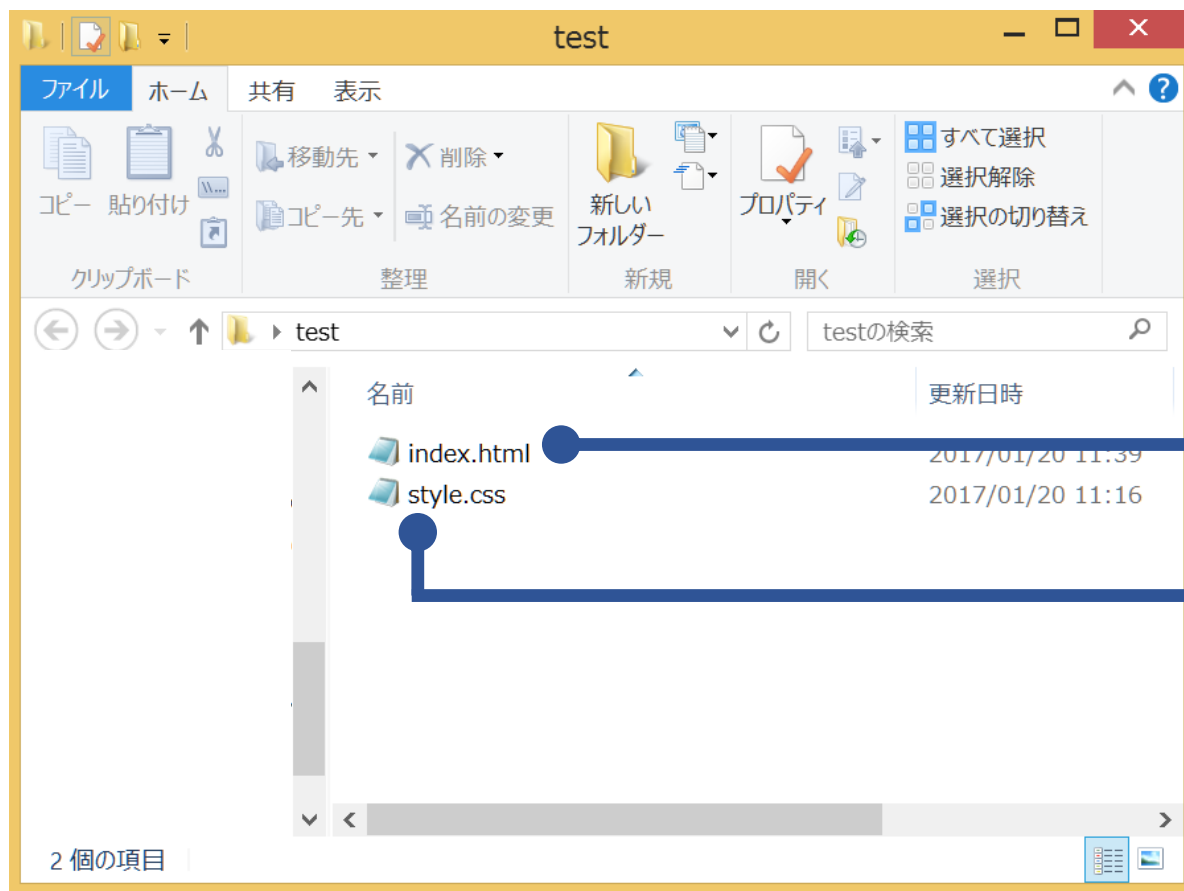 test
ファイル ホーム 共有 表示
コピー 貼り付け 移動先 コピー先 削除 名前の変更 新しい フォルダー プロパティ すべて選択 選択解除 選択の切り替え
クリップボード 整理 新規 開く 選択
test testの検索
名前 更新日時
index.html 2017/01/20 11:39
style.css 2017/01/20 11:16
2 個の項目